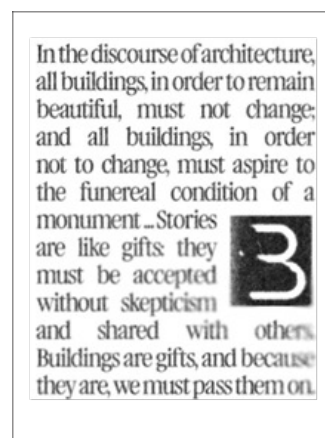 In the discourse of architecture,
all buildings, in order to remain
beautiful, must not change;
and all buildings, in order
not to change, must aspire to
the funereal condition of a
monument ... Stories
are like gifts: they
must be accepted
without skepticism
and shared with others.
Buildings are gifts, and because
they are, we must pass them on.
3